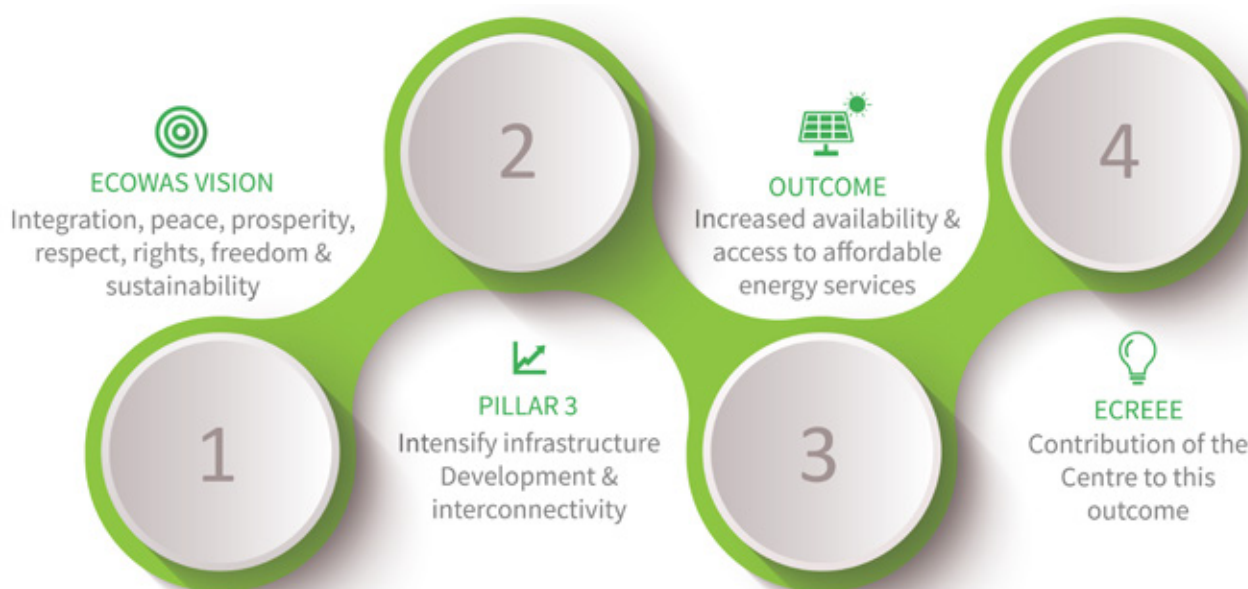 1
ECOWAS VISION
Integration, peace, prosperity,
respect, rights, freedom &
sustainability
2
PILLAR 3
Intensify infrastructure
Development &
interconnectivity
3
OUTCOME
Increased availability &
access to affordable
energy services
4
ECREEE
Contribution of the
Centre to this
outcome